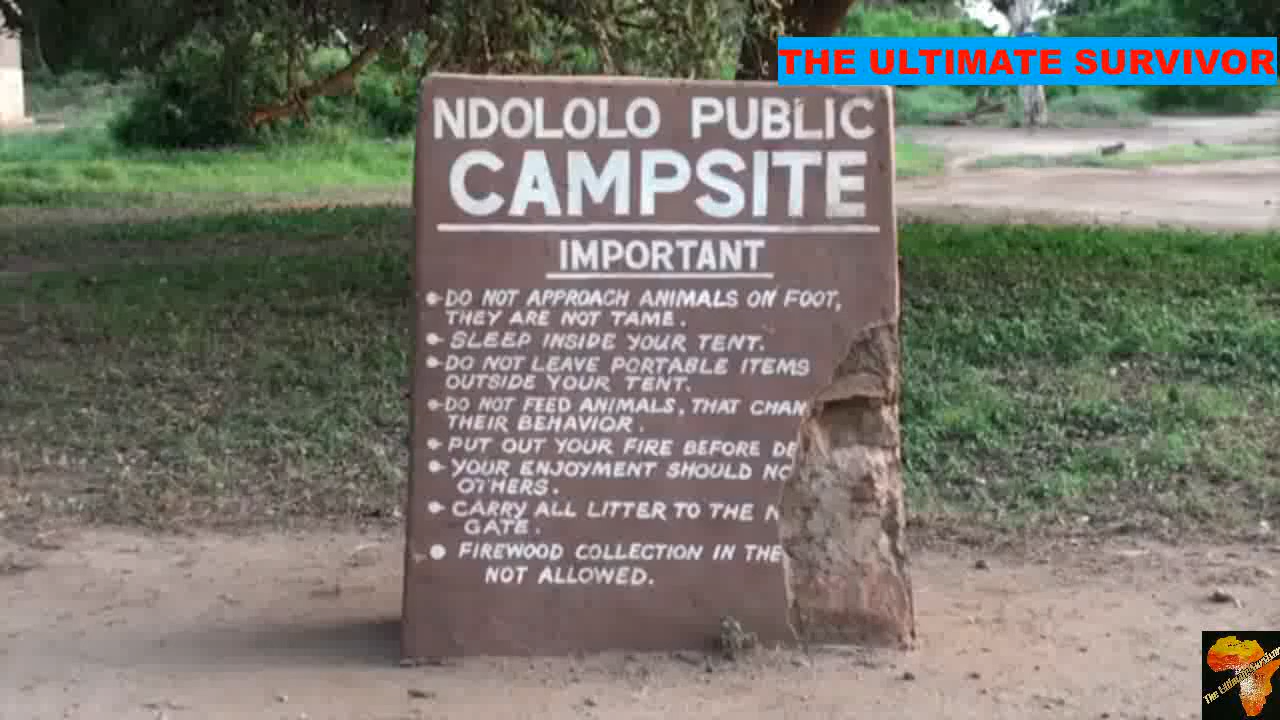 THE ULTIMATE SURVIVOR
NDOLOLO PUBLIC
CAMPSITE
IMPORTANT
DO NOT APPROACH ANIMALS ON FOOT,
THEY ARE NOT TAME.
SLEEP INSIDE YOUR TENT.
DO NOT LEAVE PORTABLE ITEMS
OUTSIDE YOUR TENT.
DO NOT FEED ANIMALS, THAT CHAN
THEIR BEHAVIOR.
PUT OUT YOUR FIRE BEFORE DE
YOUR ENJOYMENT SHOULD NO
OTHERS.
CARRY ALL LITTER TO THE
GATE.
FIREWOOD COLLECTION IN THE
NOT ALLOWED.
The Ultimate Survivor